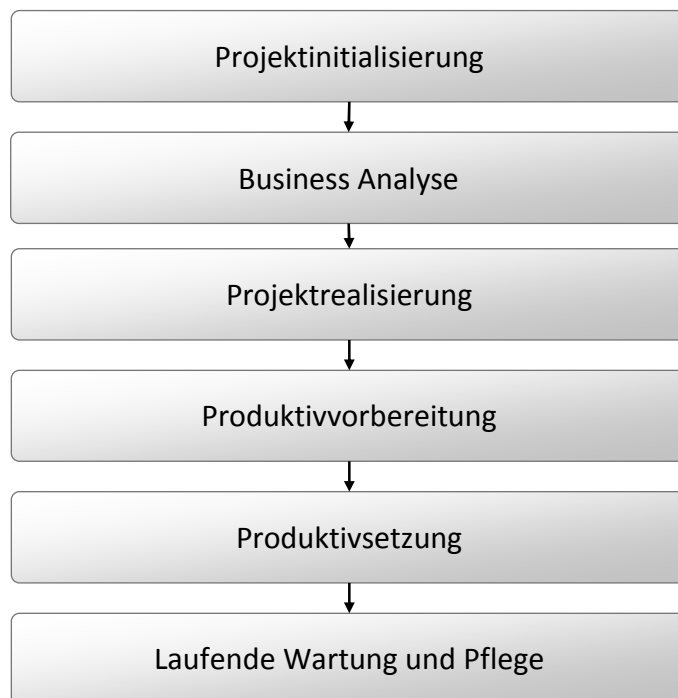 Projektinitialisierung
Business Analyse
Projektrealisierung
Produktivvorbereitung
Produktivsetzung
Laufende Wartung und Pflege